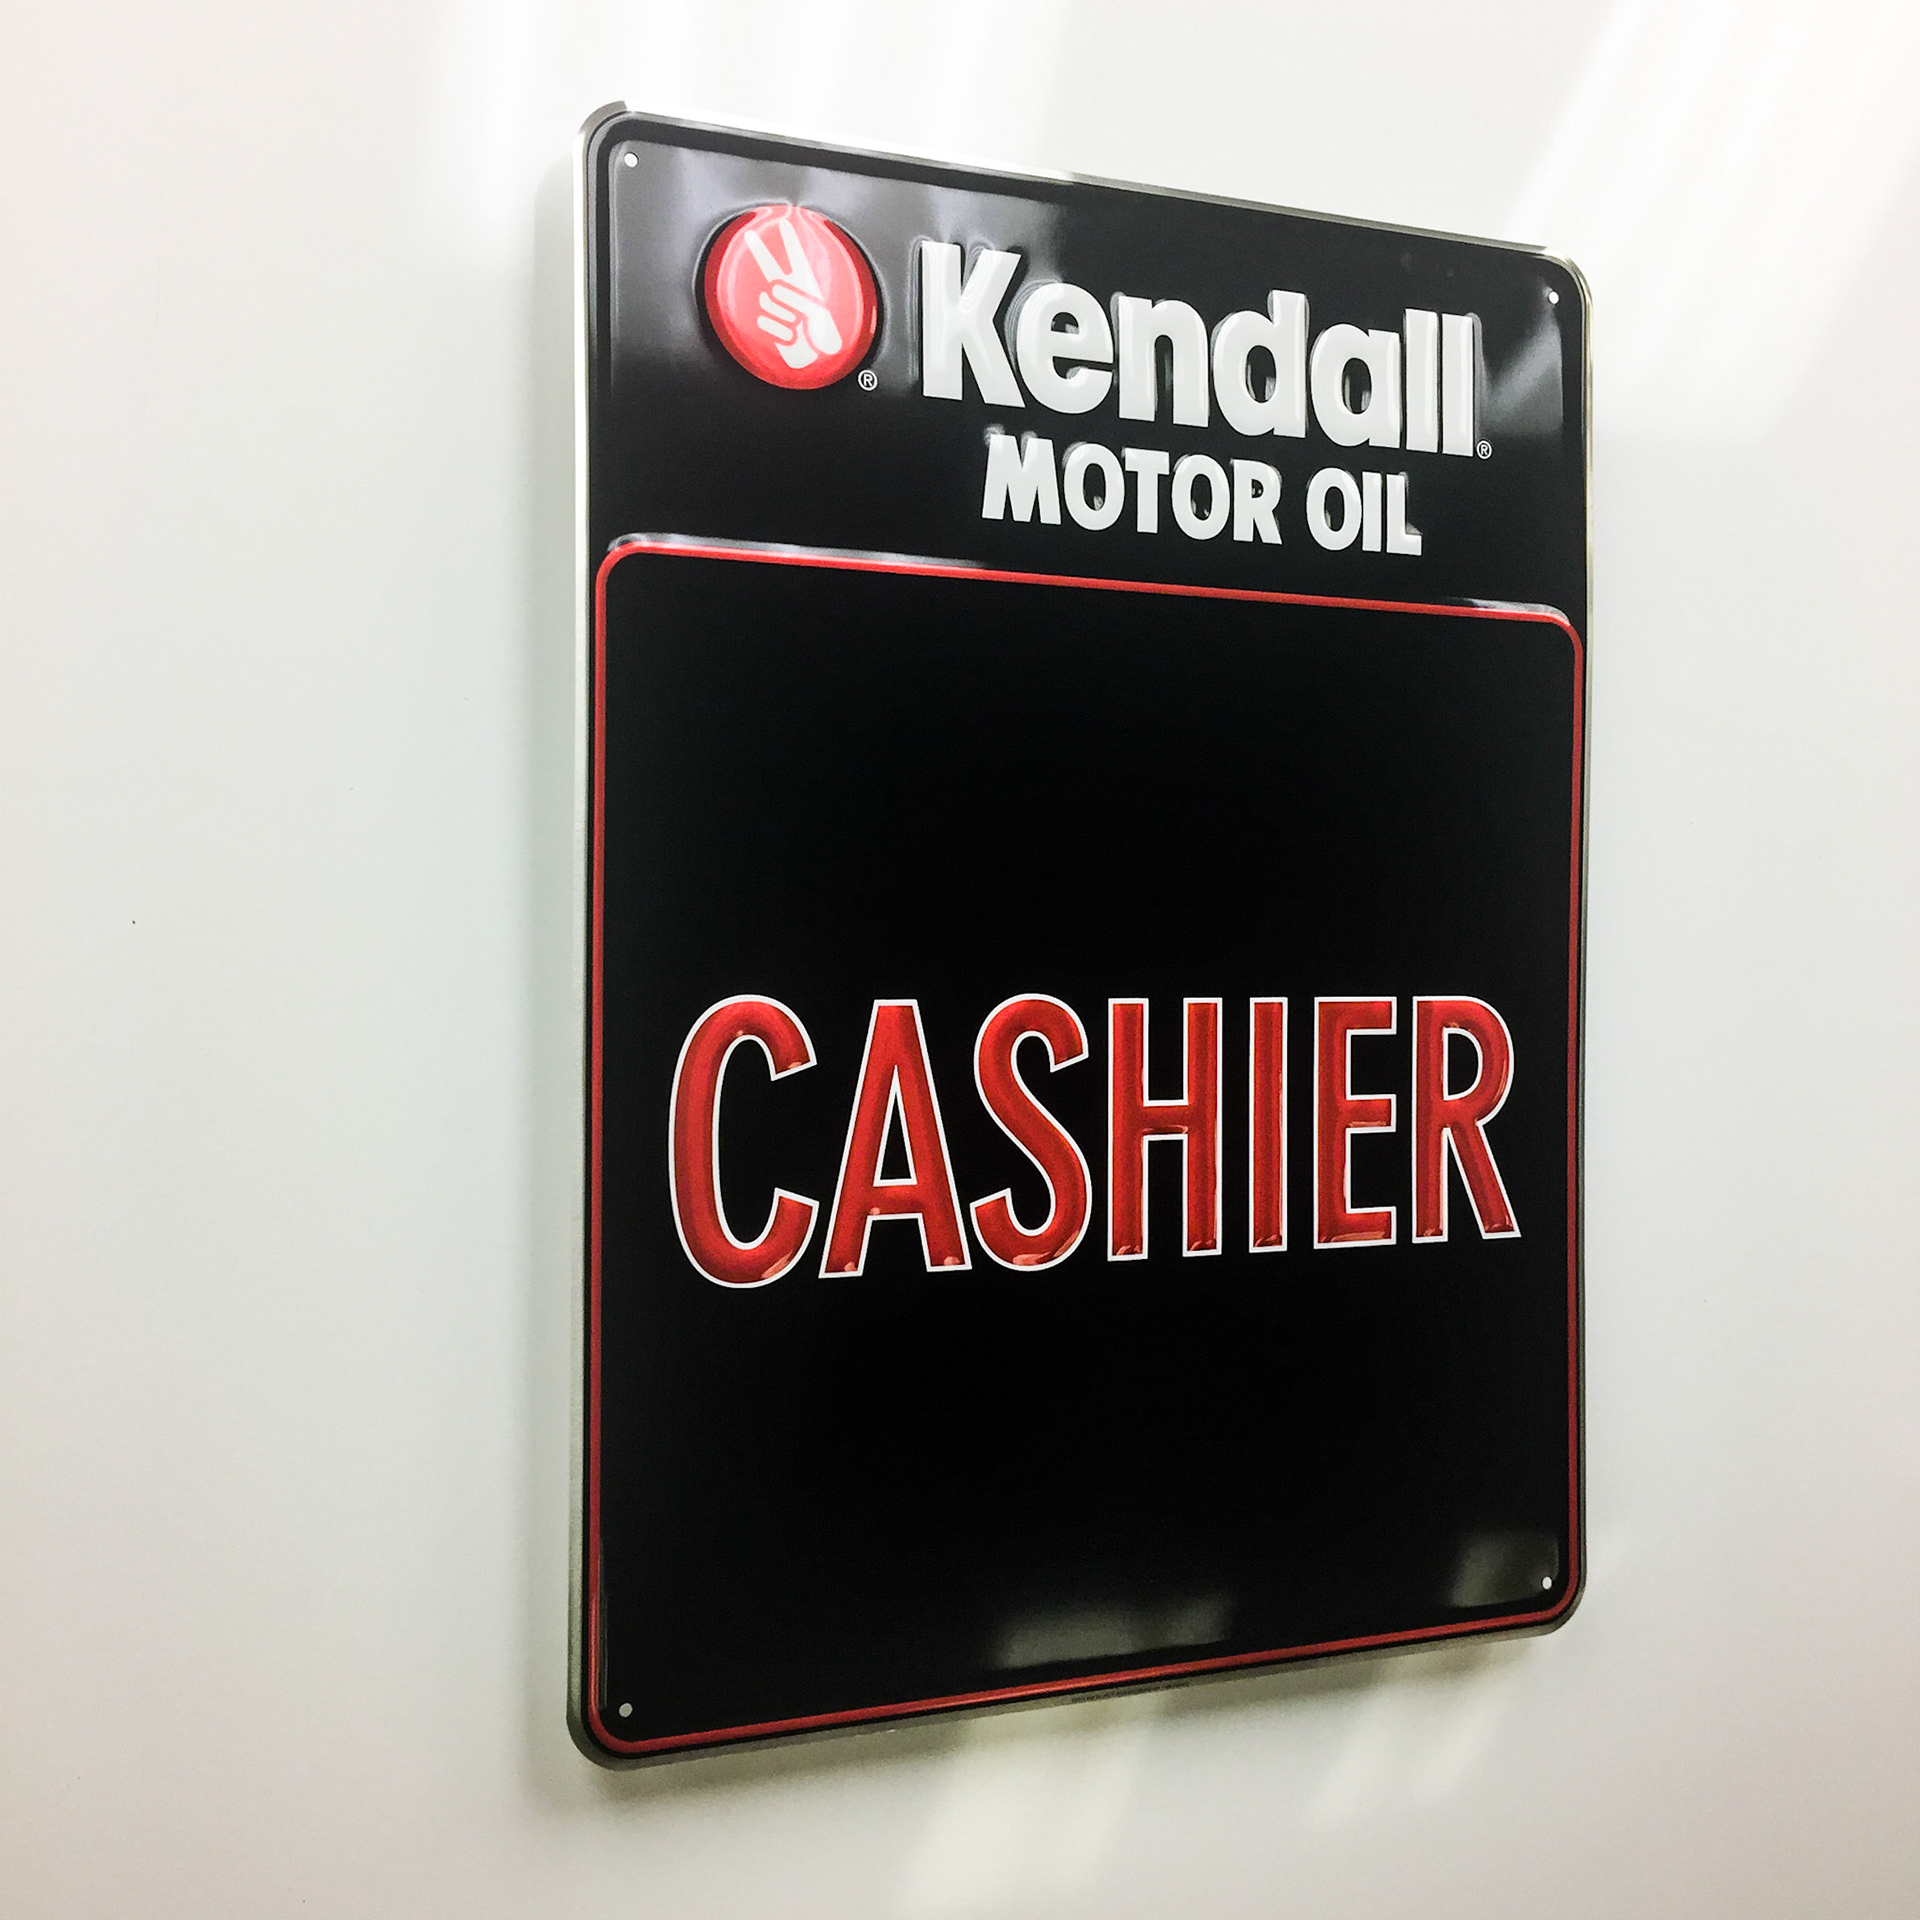 ® Kendall®
MOTOR OIL
CASHIER